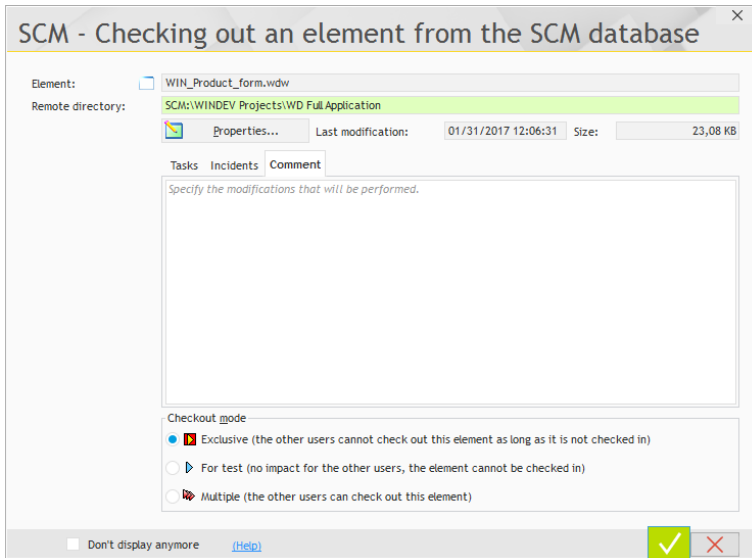 SCM - Checking out an element from the SCM database
Element: WIN_Product_form.wdw
Remote directory: SCM:\WINDEV Projects\WD Full Application
Properties... Last modification: 01/31/2017 12:06:31 Size: 23,08 KB
Tasks Incidents Comment
Specify the modifications that will be performed.
Checkout mode
Exclusive (the other users cannot check out this element as long as it is not checked in)
For test (no impact for the other users, the element cannot be checked in)
Multiple (the other users can check out this element)
Don't display anymore (Help)